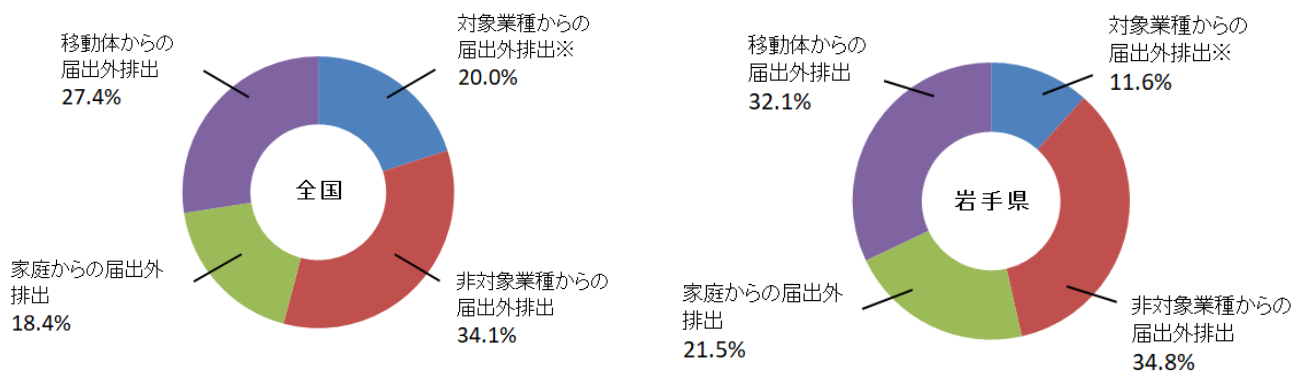 移動体からの
届出外排出
27.4%
対象業種からの
届出外排出※
20.0%
全国
家庭からの届出外
排出
18.4%
非対象業種からの
届出外排出
34.1%
移動体からの
届出外排出
32.1%
対象業種からの
届出外排出※
11.6%
岩手県
家庭からの届出外
排出
21.5%
非対象業種からの
届出外排出
34.8%